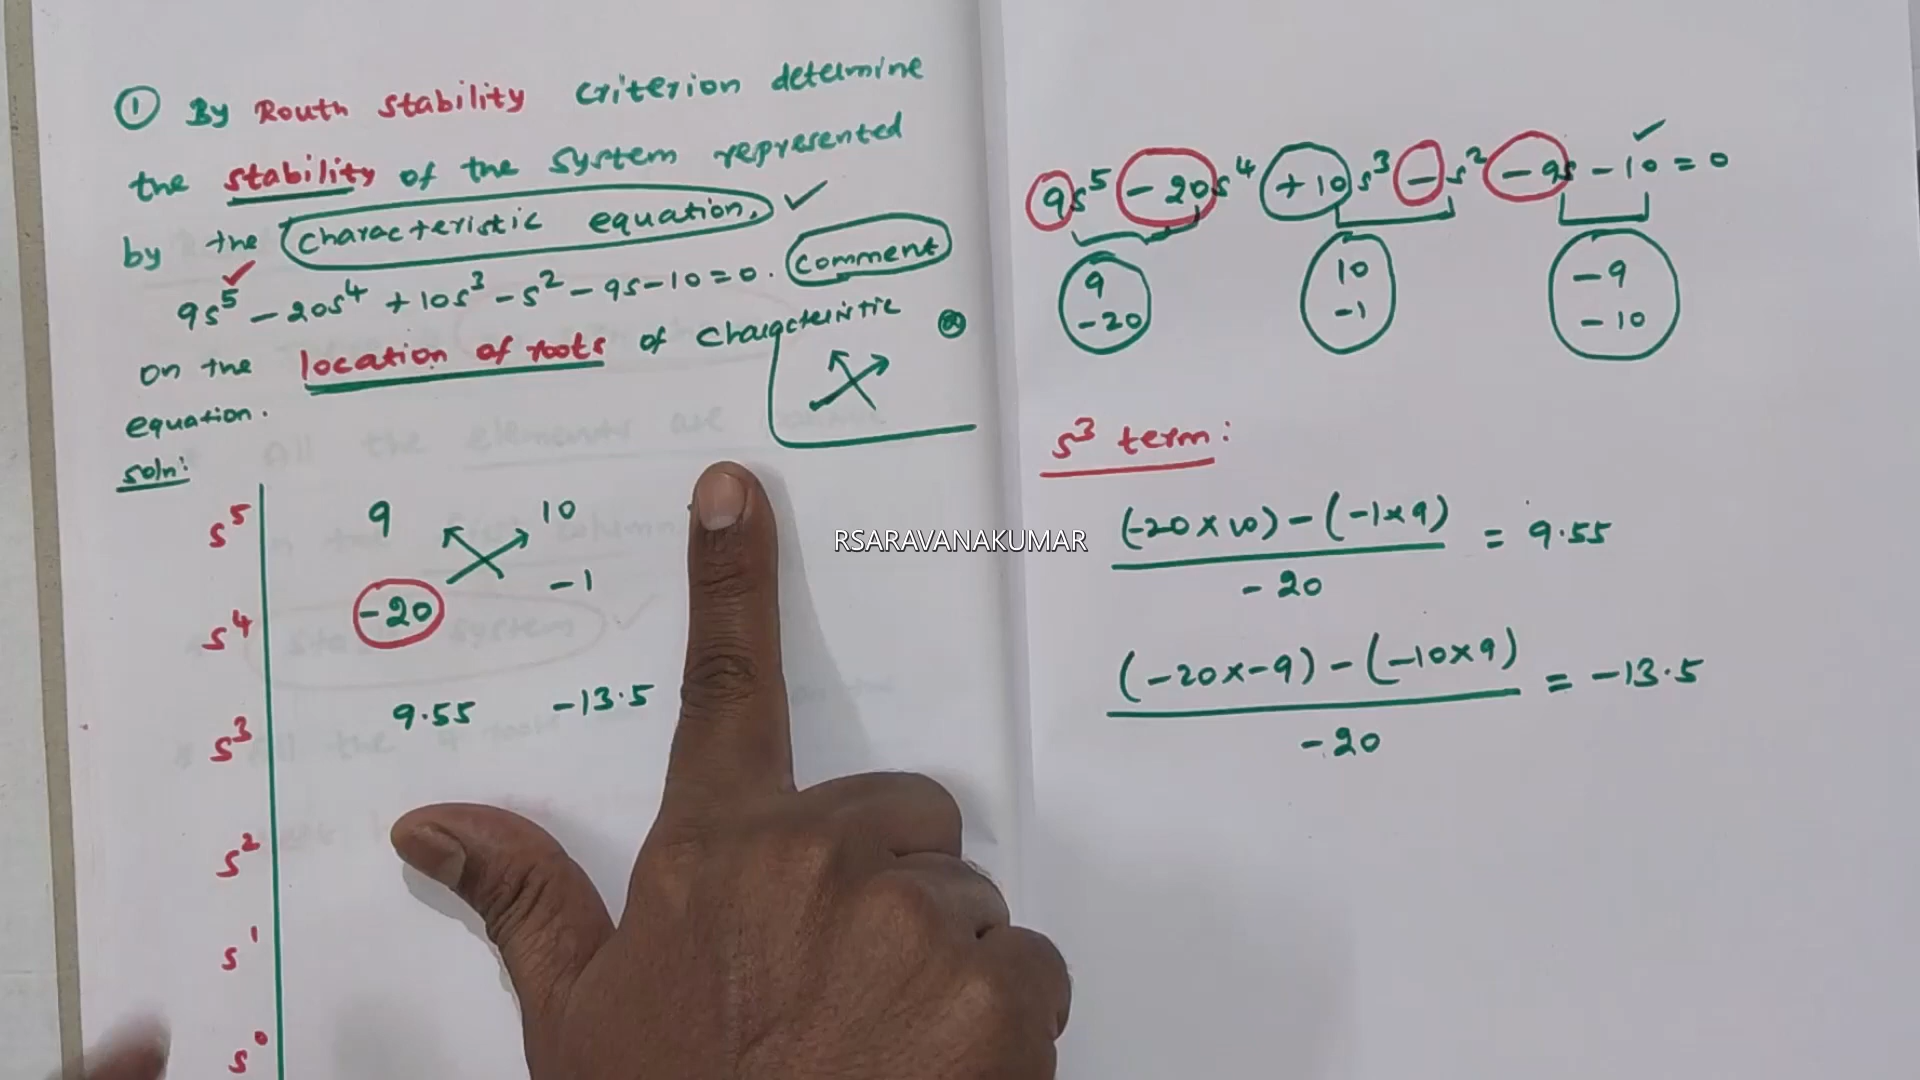 ① By Routh stability criterion determine
the stability of the system represented
by the characteristic equation. ✓
9s⁵ – 20s⁴ + 10s³ – s² – 9s – 10 = 0. comment
on the location of roots of characteristic
equation.
soln:
s⁵ 9 10
s⁴ -20 -1
s³ 9.55 -13.5
s²
s¹
s⁰
9s⁵ – 20s⁴ + 10s³ – s² – 9s – 10 = 0
9 10 – 9
-20 -1 – 10
s³ term:
(-20 × 10) – (-1 × 9) = 9.55
-20
(-20 × -9) – (-10 × 9) = -13.5
-20
RSARAVANAKUMAR